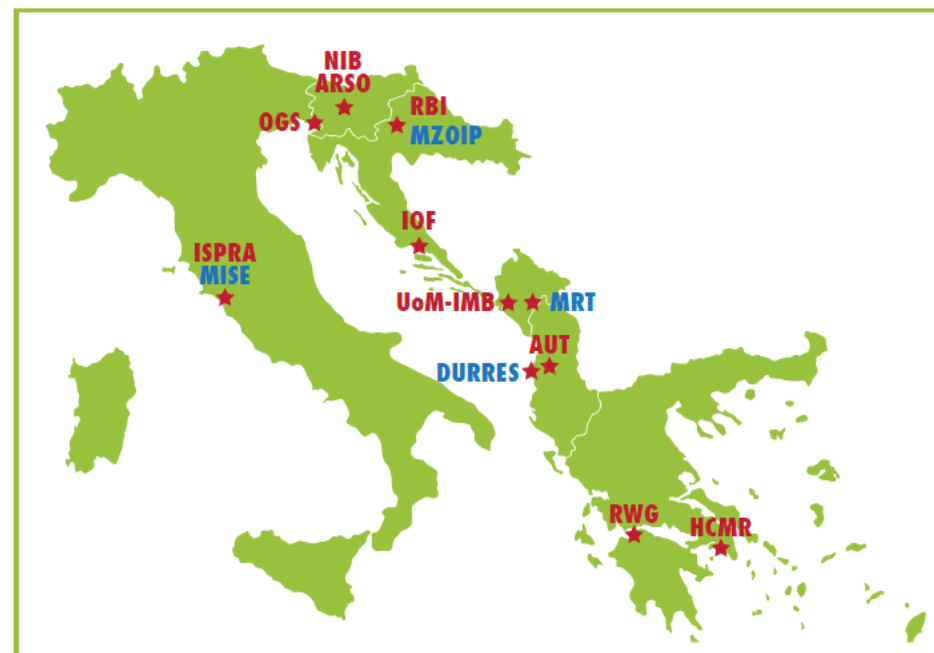 NIB
ARSO
OGS
RBI
MZOIP
IOF
ISPRA
MISE
UoM-IMB
MRT
AUT
DURRES
RWG
HCMR